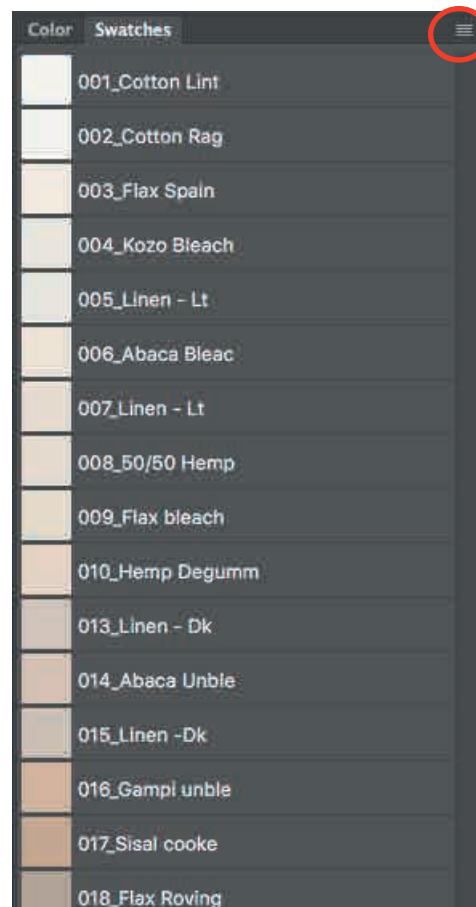 Color Swatches
001_Cotton Lint
002_Cotton Rag
003_Flax Spain
004_Kozo Bleach
005_Linen - Lt
006_Abaca Bleac
007_Linen - Lt
008_50/50 Hemp
009_Flax bleach
010_Hemp Degumm
013_Linen - Dk
014_Abaca Unble
015_Linen -Dk
016_Gampi unble
017_Sisal cooke
018_Flax Roving